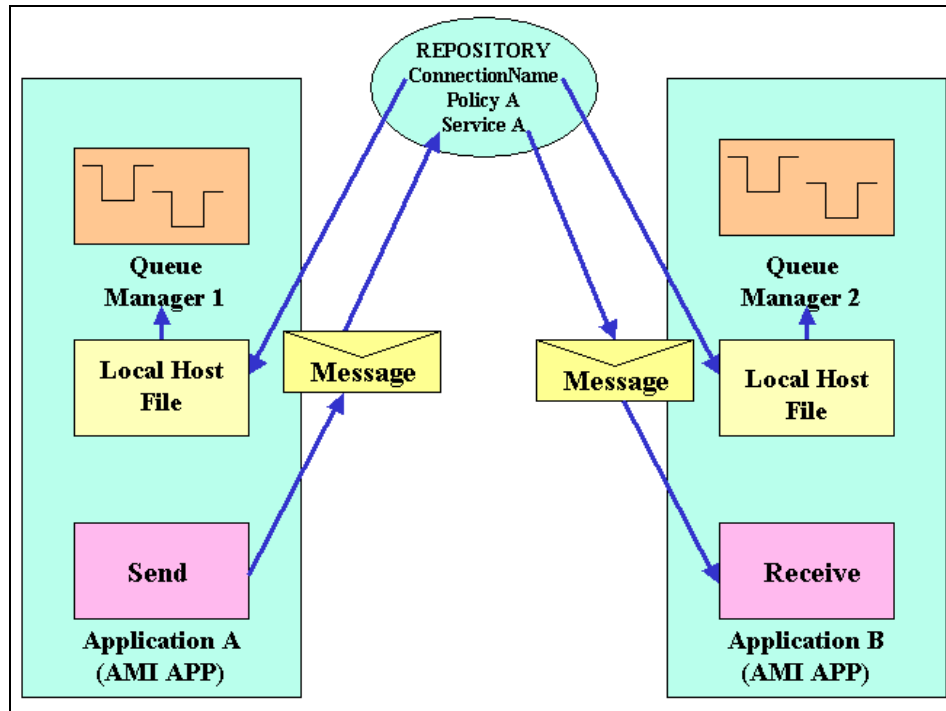 REPOSITORY
ConnectionName
Policy A
Service A
Queue
Manager 1
Local Host
File
Message
Send
Application A
(AMI APP)
Queue
Manager 2
Message
Local Host
File
Receive
Application B
(AMI APP)